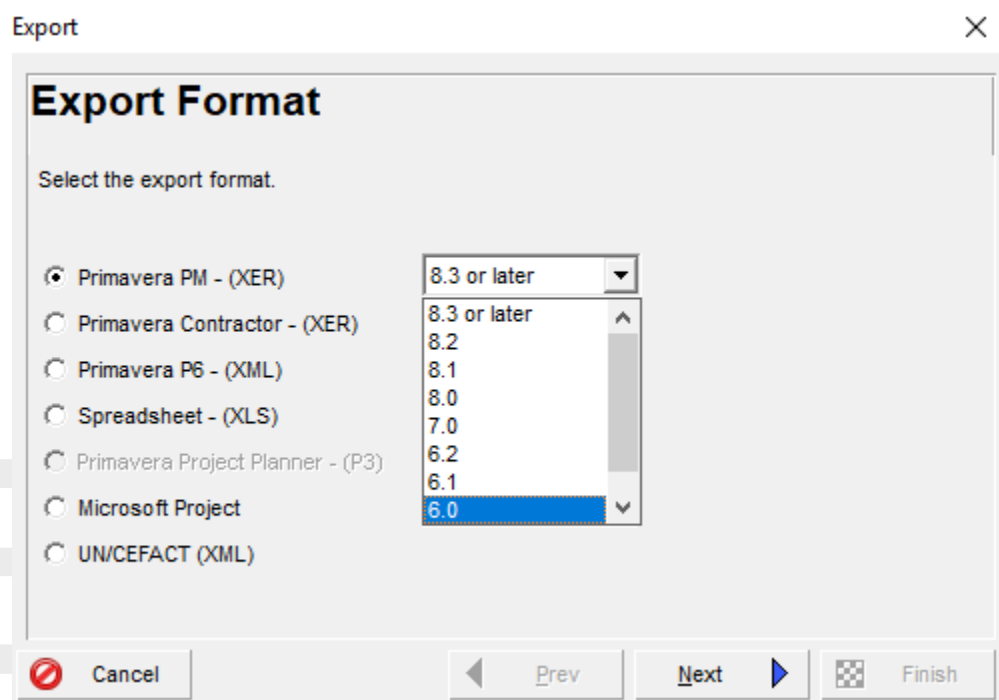 Export
Export Format
Select the export format.
Primavera PM - (XER)
8.3 or later
Primavera Contractor - (XER)
Primavera P6 - (XML)
Spreadsheet - (XLS)
Primavera Project Planner - (P3)
Microsoft Project
UN/CEFACT (XML)
8.3 or later
8.2
8.1
8.0
7.0
6.2
6.1
6.0
Cancel
Prev
Next
Finish